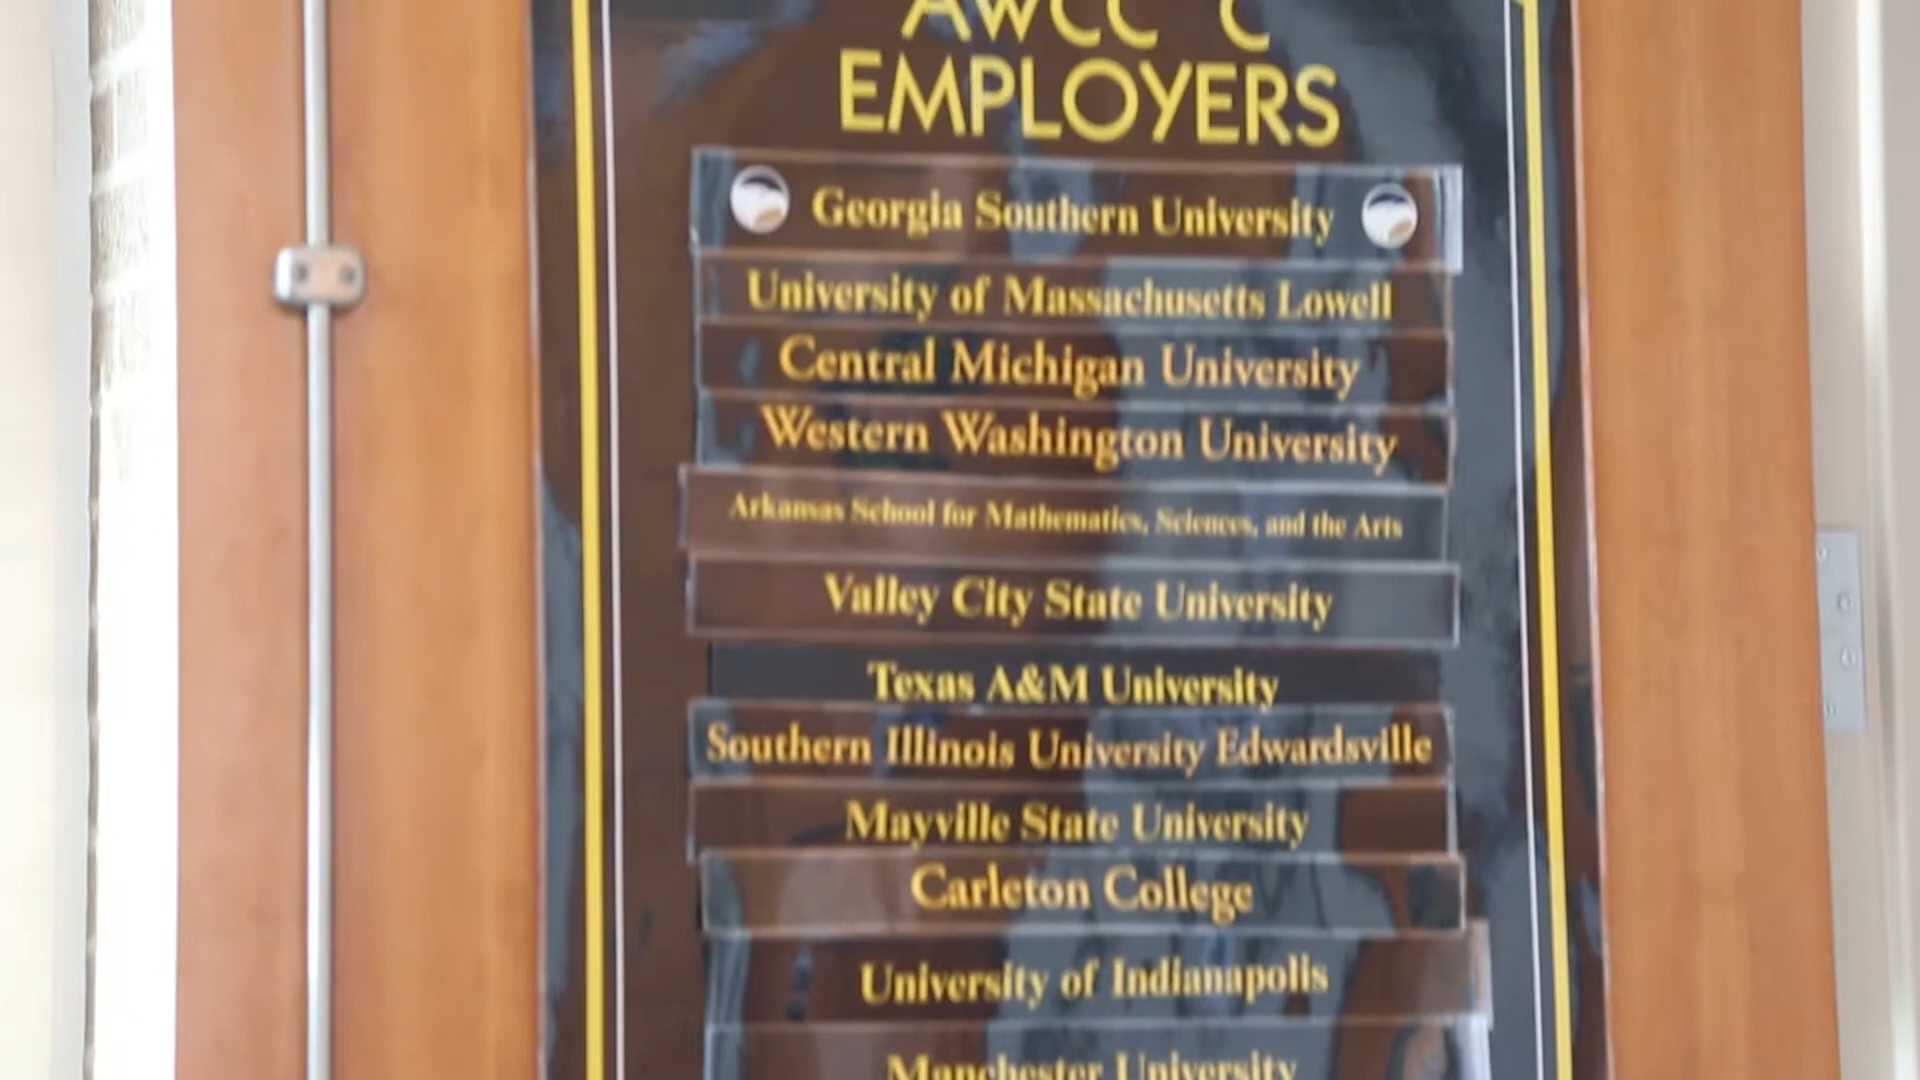 AWCC C
EMPLOYERS
Georgia Southern University
University of Massachusetts Lowell
Central Michigan University
Western Washington University
Arkansas School for Mathematics, Sciences, and the Arts
Valley City State University
Texas A&M University
Southern Illinois University Edwardsville
Mayville State University
Carleton College
University of Indianapolis
Manchester University